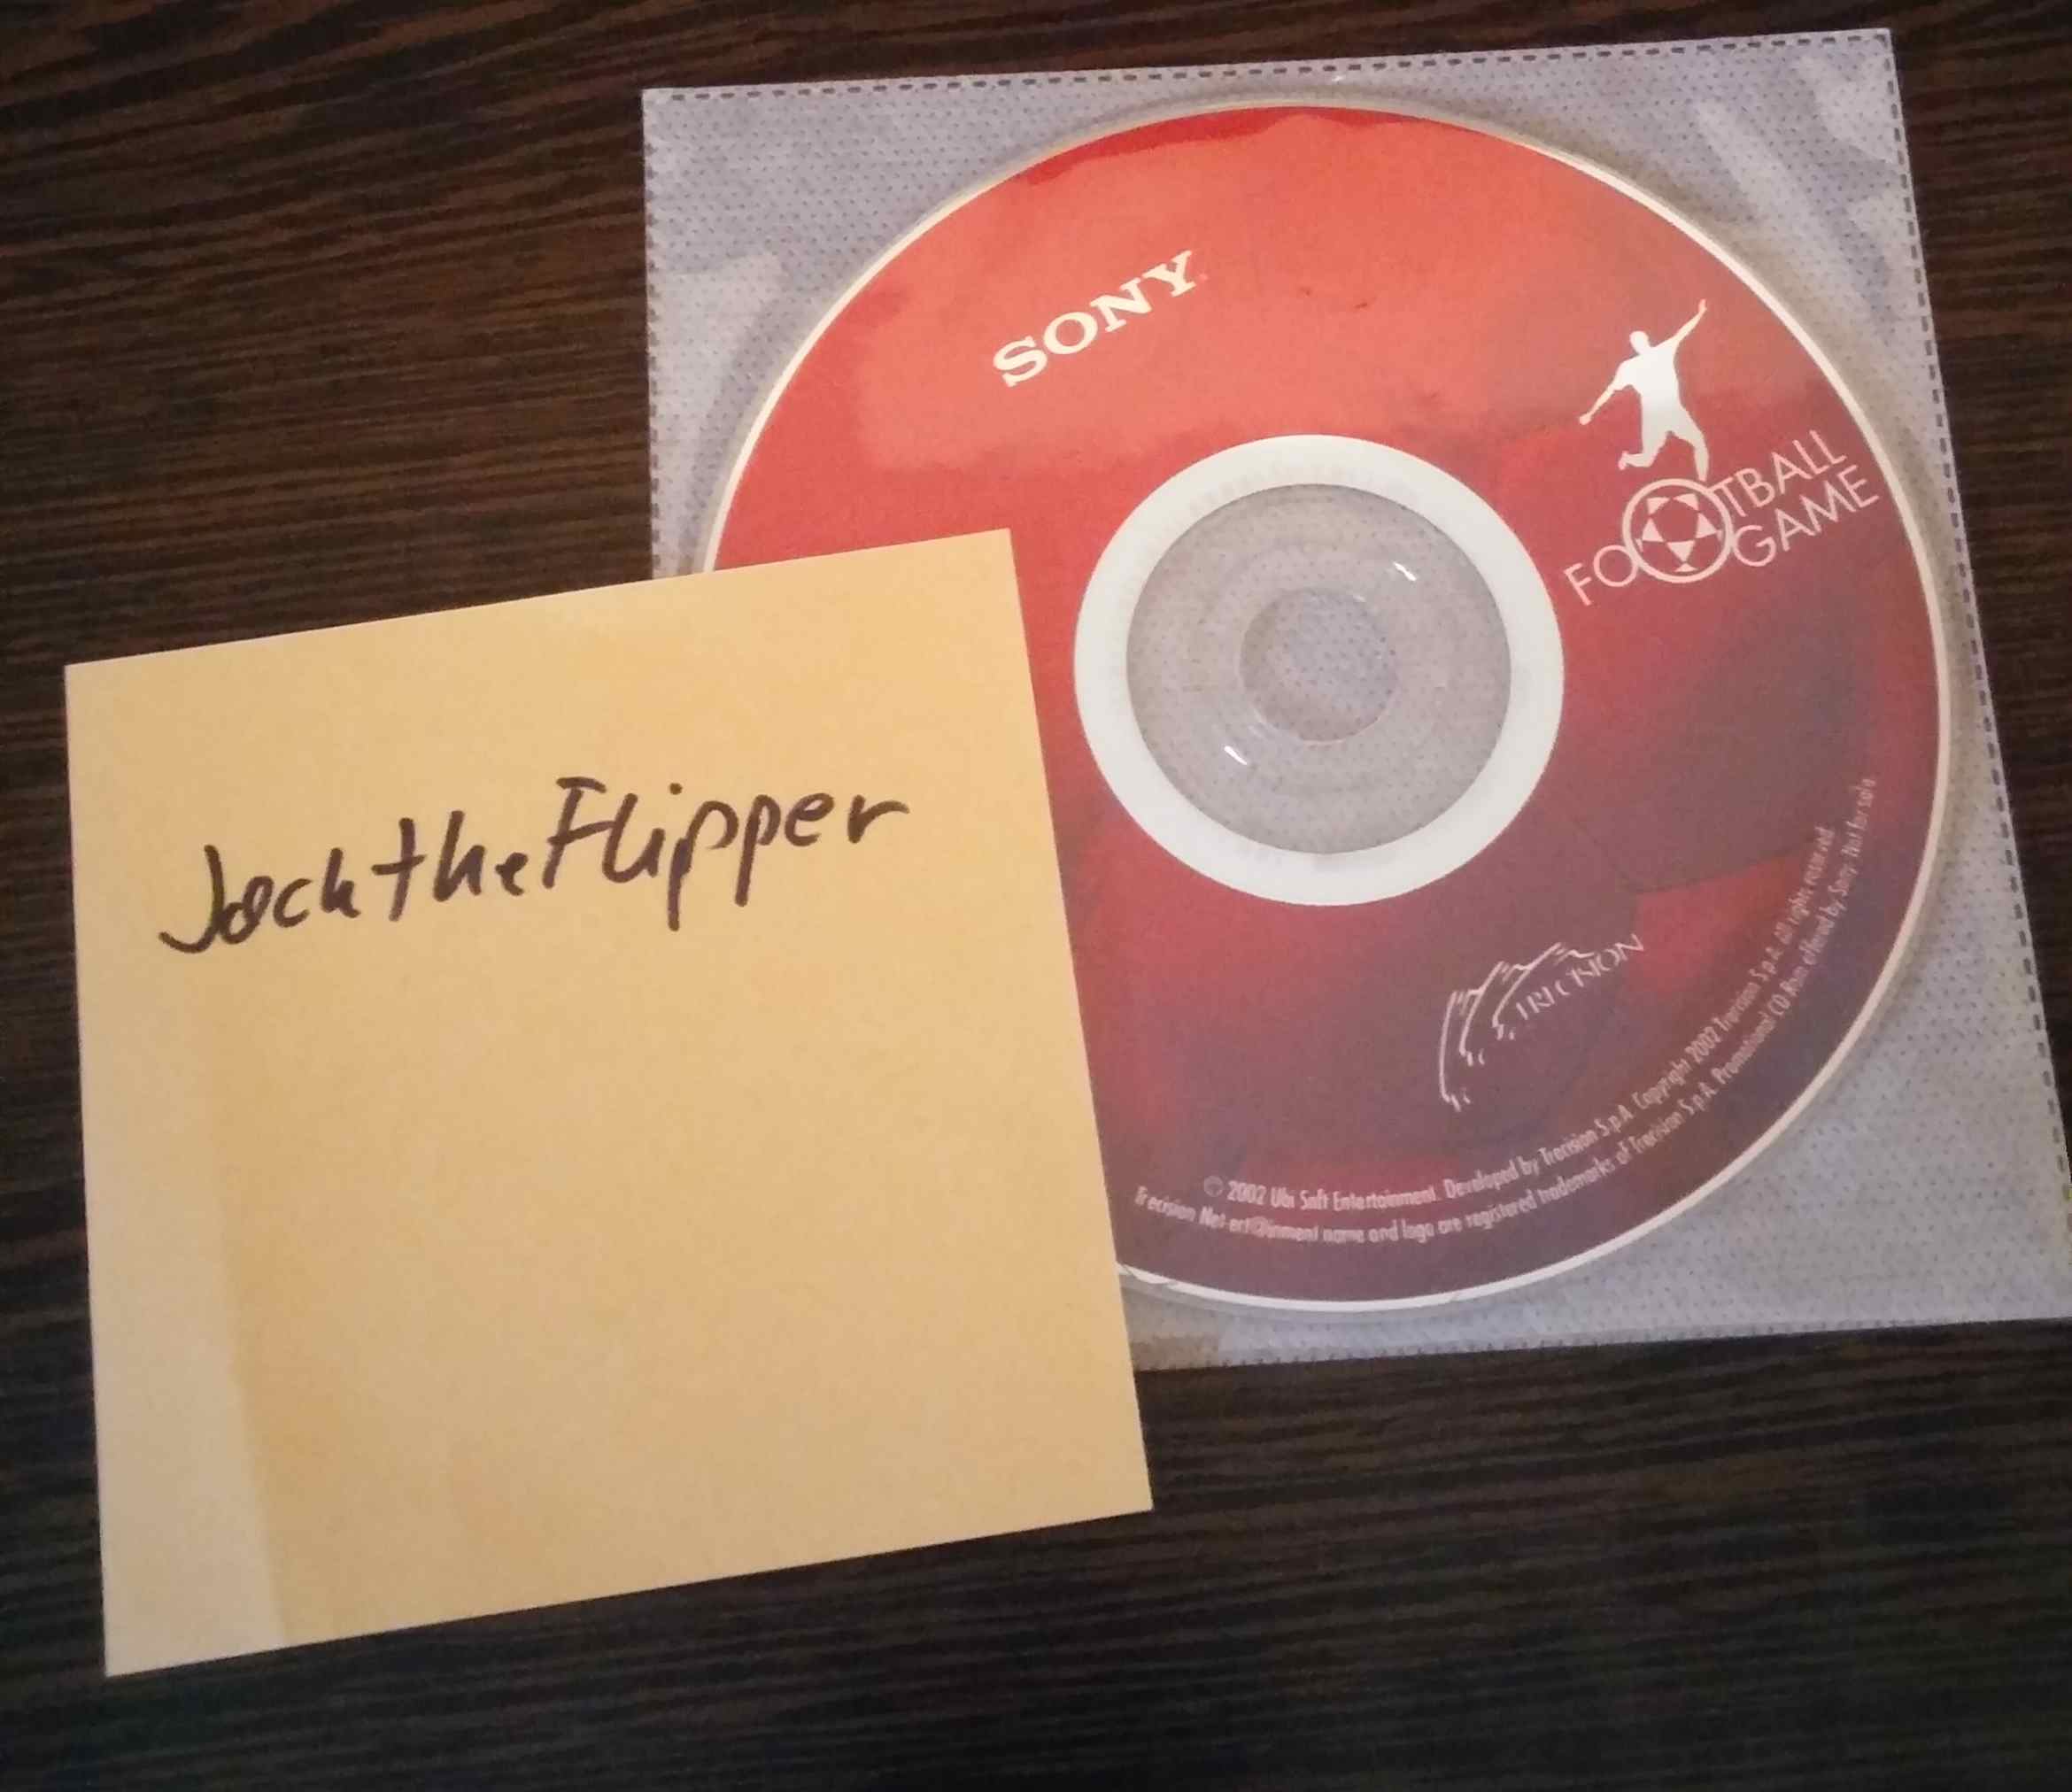 SONY
FOOTBALL
GAME
JacktheFlipper
TRECISION
© 2002 Ubi Soft Entertainment. Developed by Trecision S.p.A. Copyright 2002 Trecision S.p.A. All rights reserved.
Trecision Net-ert@inment name and logo are registered trademarks of Trecision S.p.A. Promotional CD Rom offered by Sony. Not for sale